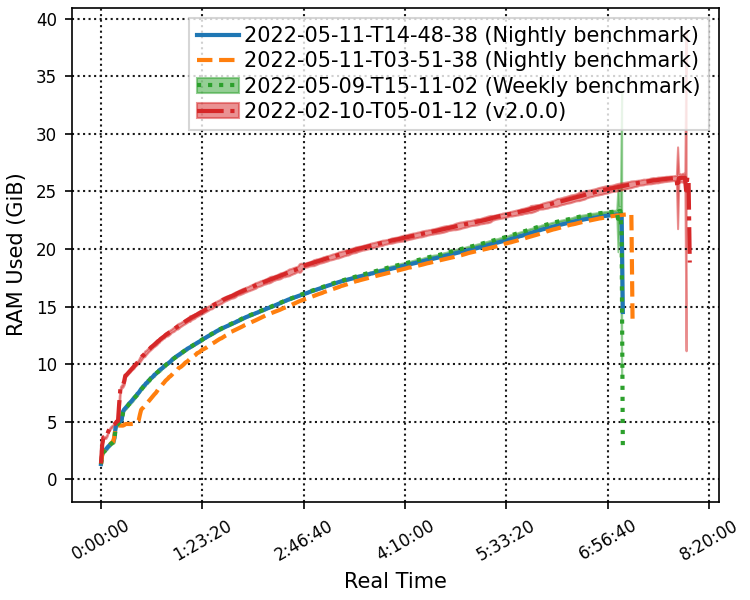 2022-05-11-T14-48-38 (Nightly benchmark)
2022-05-11-T03-51-38 (Nightly benchmark)
2022-05-09-T15-11-02 (Weekly benchmark)
2022-02-10-T05-01-12 (v2.0.0)
RAM Used (GiB)
40
35
30
25
20
15
10
5
0
0:00:00
1:23:20
2:46:40
4:10:00
5:33:20
6:56:40
8:20:00
Real Time